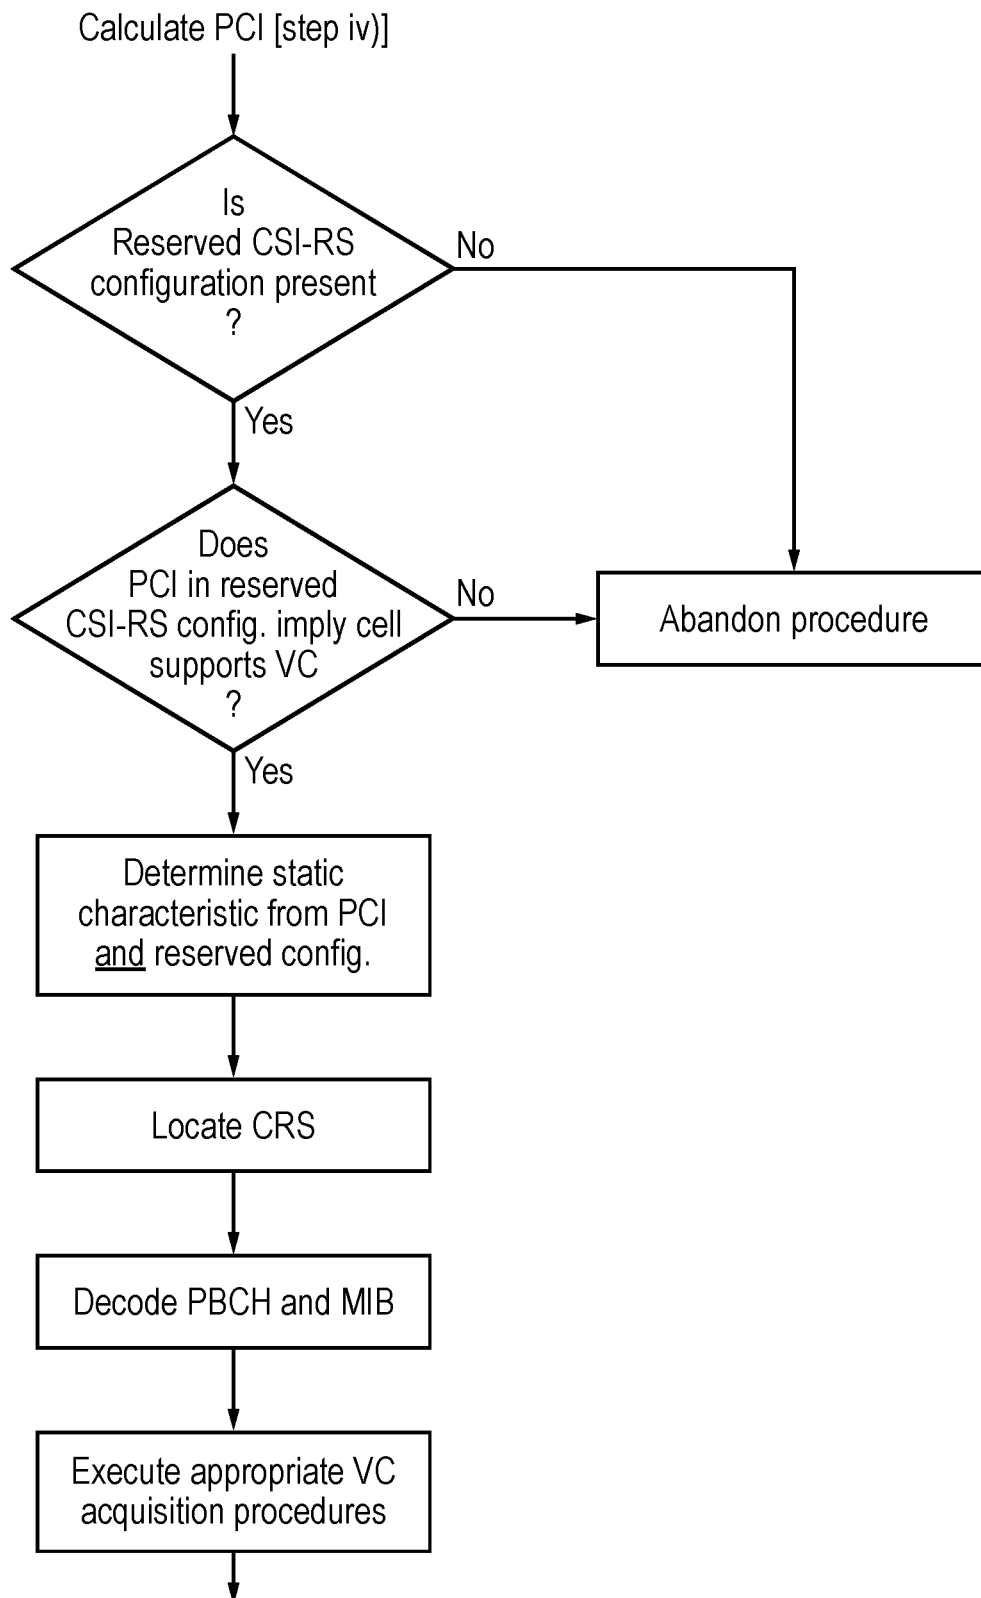 Calculate PCI [step iv)]
Is
Reserved CSI-RS
configuration present
?
No
Yes
Does
PCI in reserved
CSI-RS config. imply cell
supports VC
?
No
Abandon procedure
Yes
Determine static
characteristic from PCI
and reserved config.
Locate CRS
Decode PBCH and MIB
Execute appropriate VC
acquisition procedures